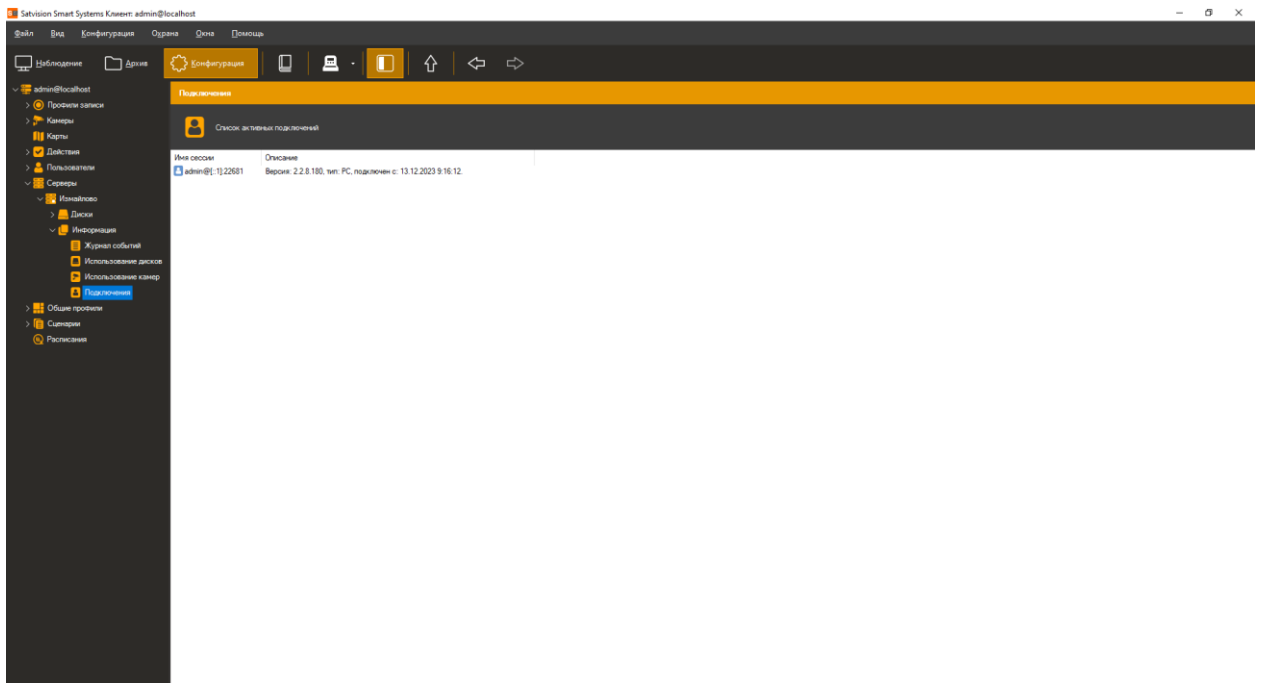 Satvision Smart Systems Клиент: admin@localhost
Файл Вид Конфигурация Охрана Окна Помощь
Наблюдение Архив Конфигурация
admin@localhost
Профили записи
Камеры
Карты
Действия
Пользователи
Серверы
Измайлово
Диски
Информация
Журнал событий
Использование дисков
Использование камер
Подключения
Общие профили
Сценарии
Расписания
Подключения
Список активных подключений
Имя сессии Описание
admin@[::1]:22681 Версия: 2.2.8.180, тип: PC, подключен с: 13.12.2023 9:16:12.